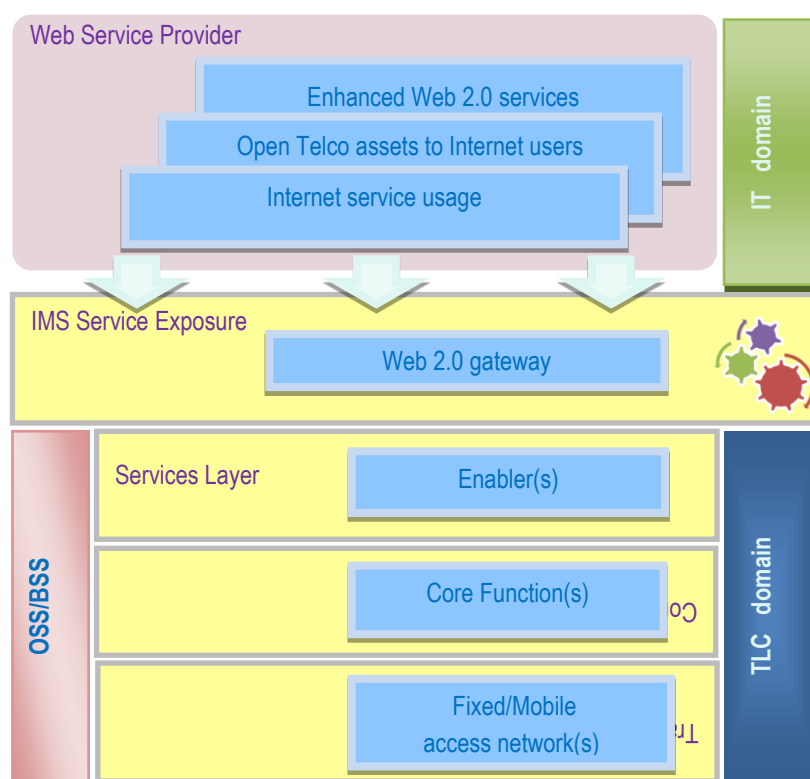 Web Service Provider
Enhanced Web 2.0 services
Open Telco assets to Internet users
Internet service usage
IT domain
IMS Service Exposure
Web 2.0 gateway
OSS/BSS
Services Layer
Enabler(s)
Core Function(s)
Fixed/Mobile
access network(s)
TLC domain